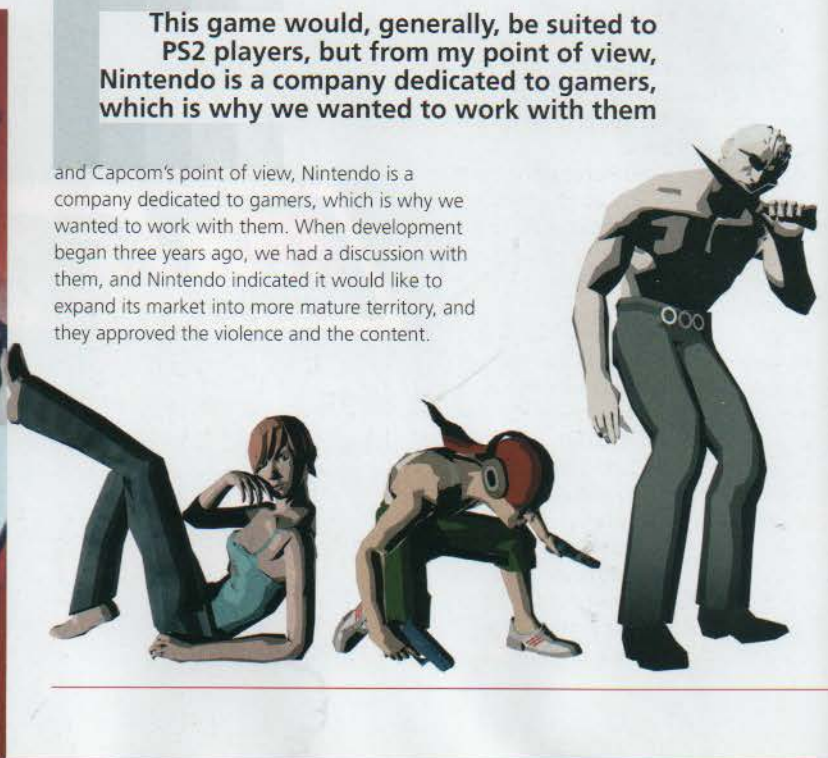 This game would, generally, be suited to
PS2 players, but from my point of view,
Nintendo is a company dedicated to gamers,
which is why we wanted to work with them
and Capcom's point of view, Nintendo is a
company dedicated to gamers, which is why we
wanted to work with them. When development
began three years ago, we had a discussion with
them, and Nintendo indicated it would like to
expand its market into more mature territory, and
they approved the violence and the content.